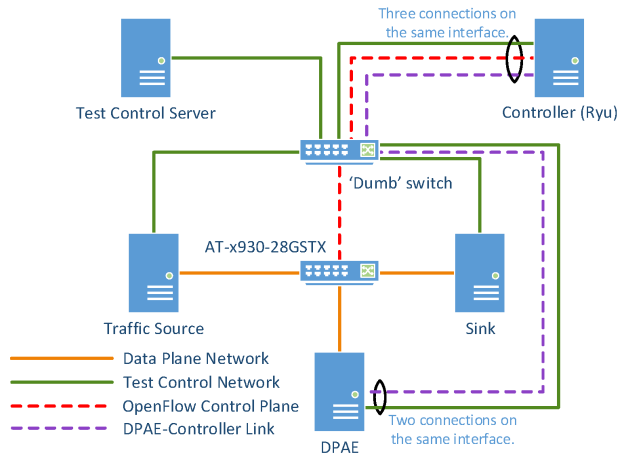 Three connections on
the same interface.
Test Control Server
Controller (Ryu)
‘Dumb’ switch
AT-x930-28GSTX
Traffic Source
Sink
Data Plane Network
Test Control Network
OpenFlow Control Plane
DPAE-Controller Link
DPAE
Two connections on
the same interface.